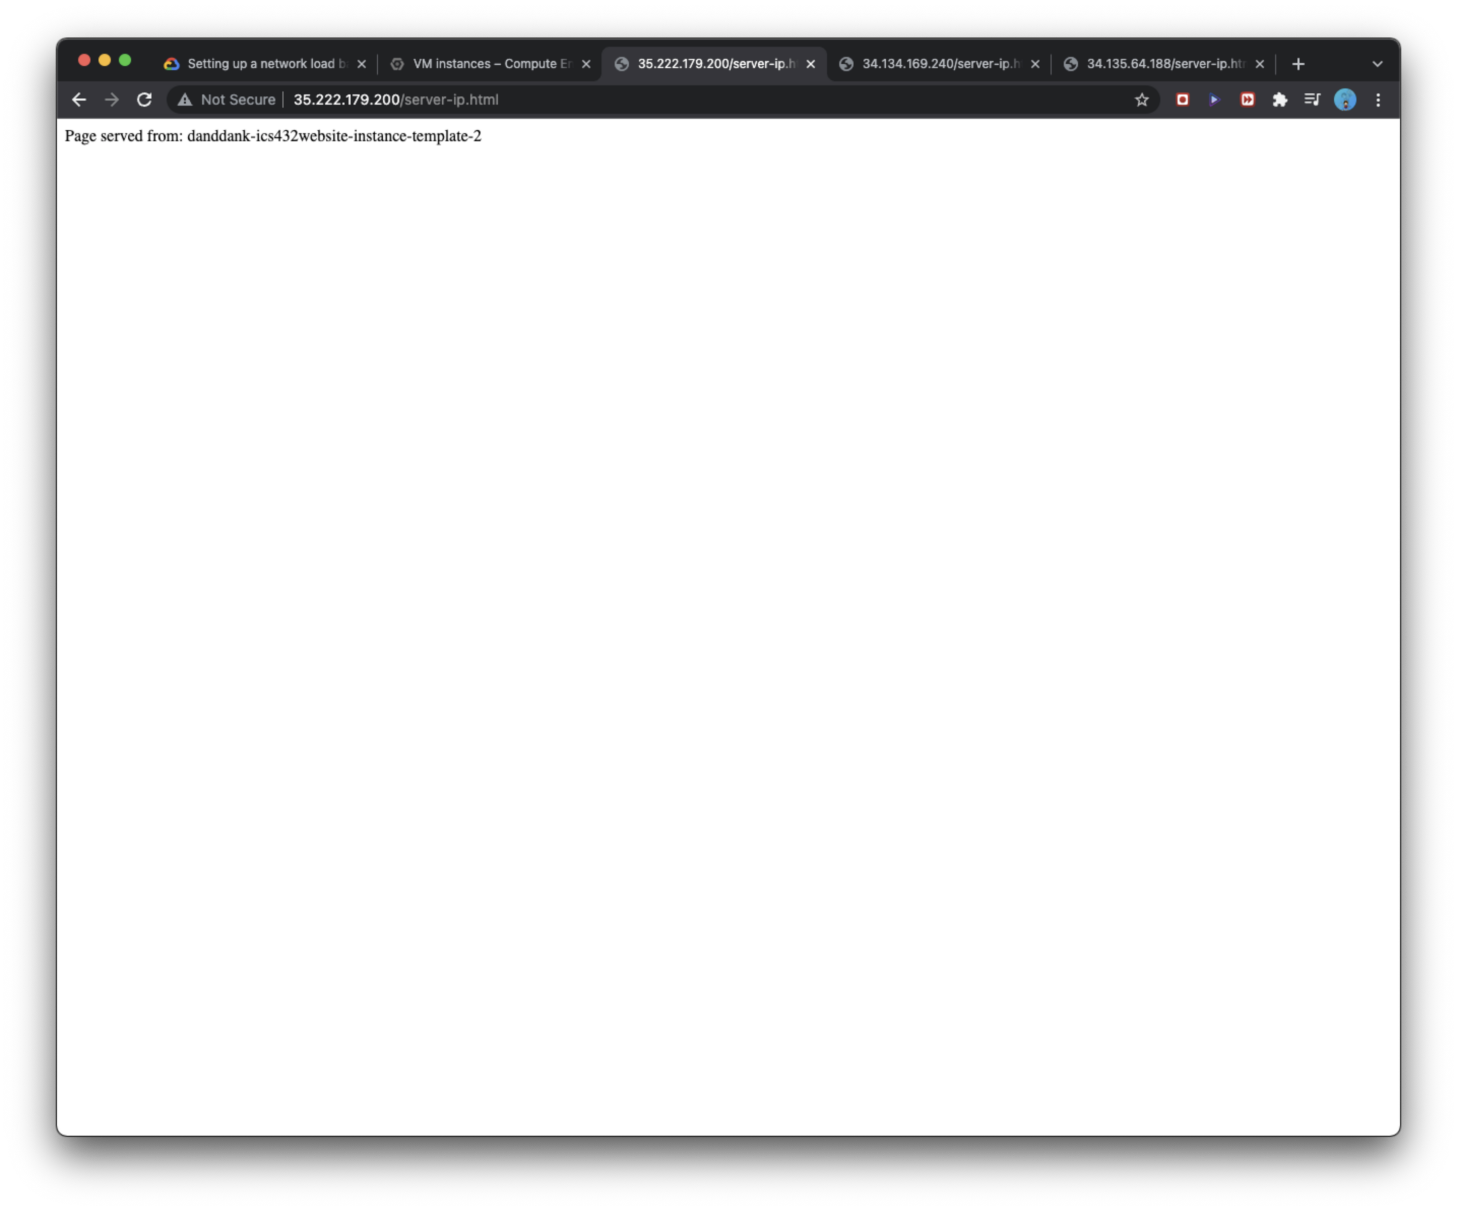 Setting up a network load b
VM instances – Compute En
35.222.179.200/server-ip.h
34.134.169.240/server-ip.h
34.135.64.188/server-ip.htm
Not Secure | 35.222.179.200/server-ip.html
Page served from: danddank-ics432website-instance-template-2